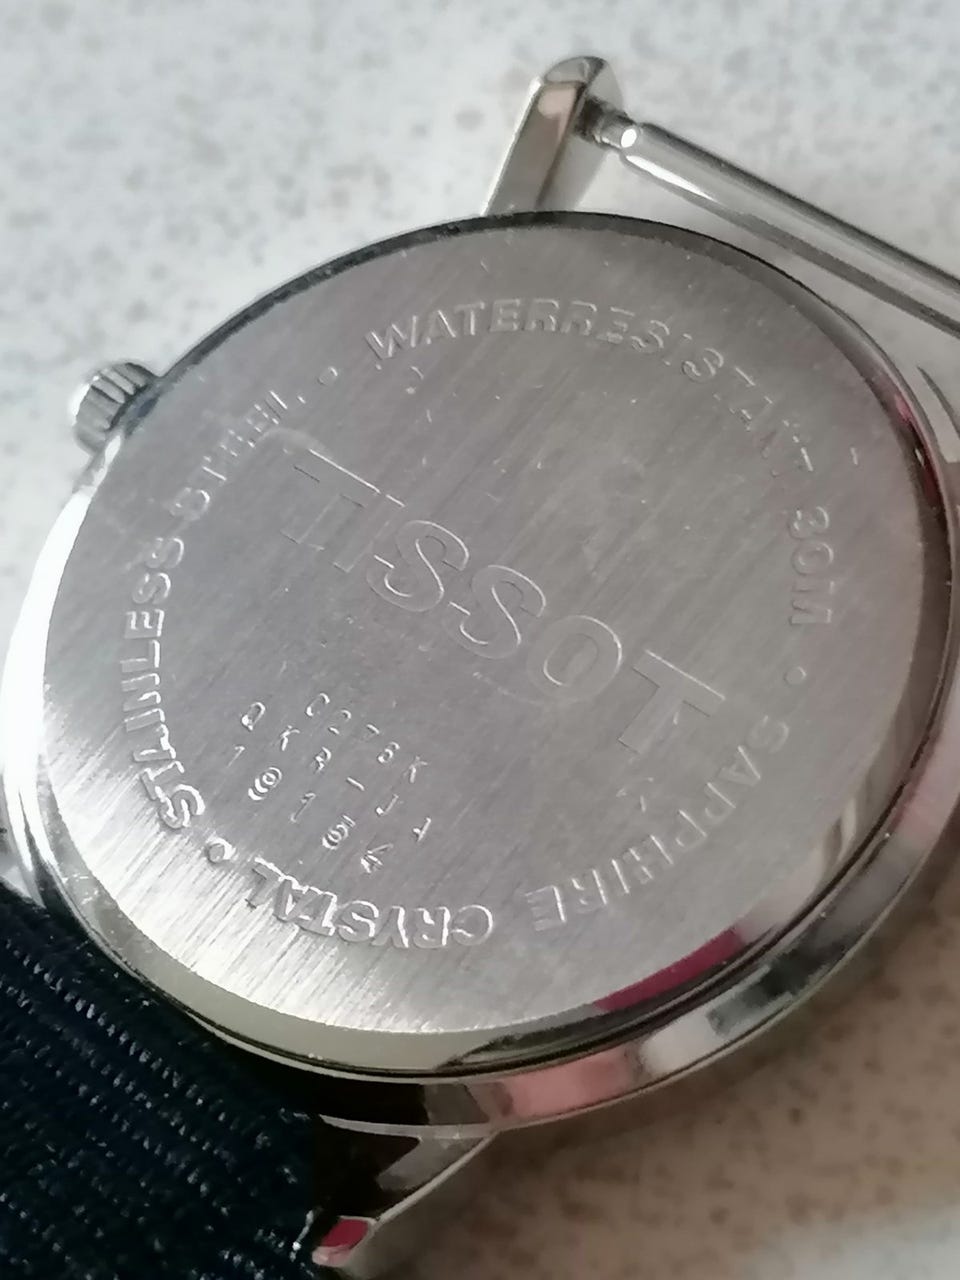 WATERRESISTANT 30M • SAPPHIRE CRYSTAL • STAINLESS STEEL •
TISSOT
C276K